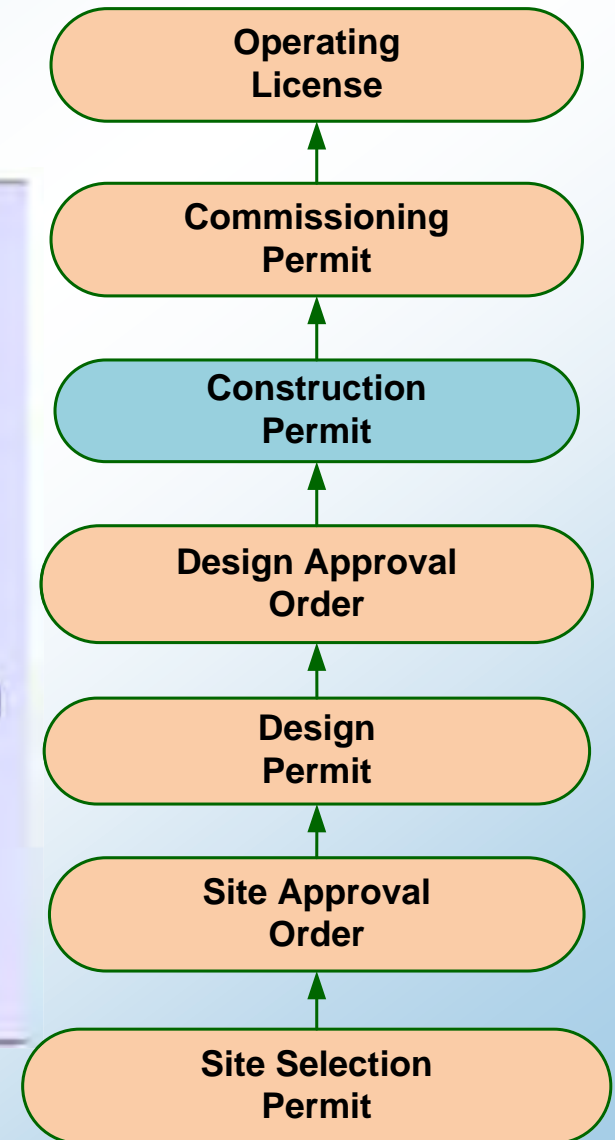 Operating
License
Commissioning
Permit
Construction
Permit
Design Approval
Order
Design
Permit
Site Approval
Order
Site Selection
Permit